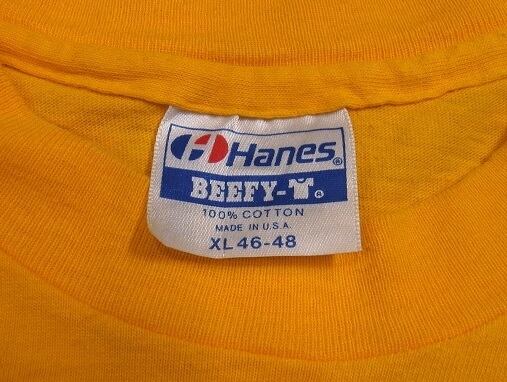 Hanes®
BEEFY-T®
100% COTTON
MADE IN U.S.A.
XL 46-48